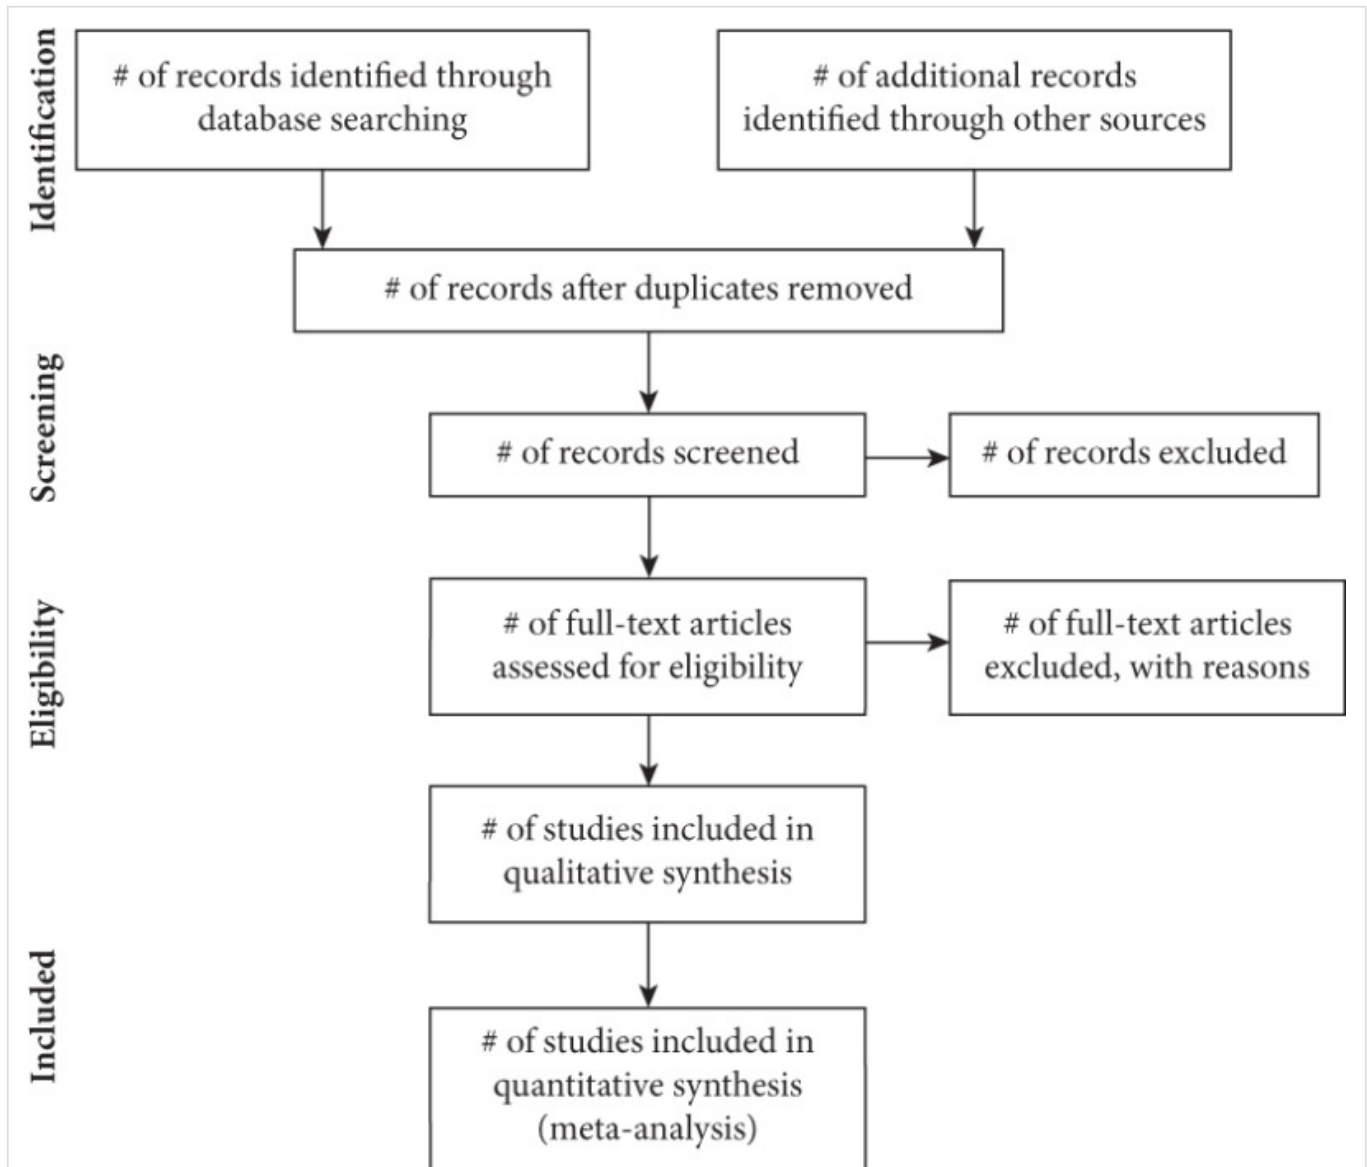 Identification
# of records identified through
database searching
# of additional records
identified through other sources
# of records after duplicates removed
Screening
# of records screened
# of records excluded
Eligibility
# of full-text articles
assessed for eligibility
# of full-text articles
excluded, with reasons
# of studies included in
qualitative synthesis
Included
# of studies included in
quantitative synthesis
(meta-analysis)